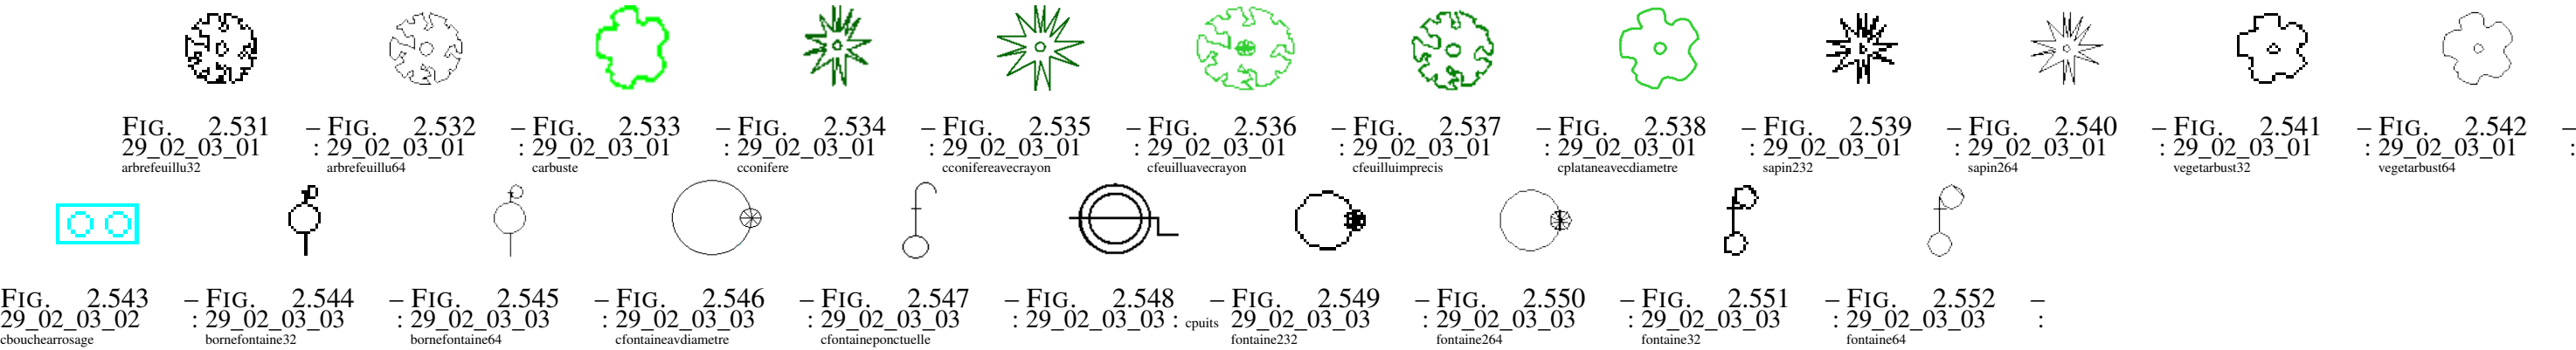 FIG. 2.531 – FIG. 2.532 – FIG. 2.533 – FIG. 2.534 – FIG. 2.535 – FIG. 2.536 – FIG. 2.537 – FIG. 2.538 – FIG. 2.539 – FIG. 2.540 – FIG. 2.541 – FIG. 2.542 –
29_02_03_01 : 29_02_03_01 : 29_02_03_01 : 29_02_03_01 : 29_02_03_01 : 29_02_03_01 : 29_02_03_01 : 29_02_03_01 : 29_02_03_01 : 29_02_03_01 : 29_02_03_01 : 29_02_03_01 :
arbrefeuillu32 arbrefeuillu64 carbuste cconifere cconifereavecrayon cfeuilluavecrayon cfeuilluimprecis cplataneavecdiametre sapin232 sapin264 vegetarbust32 vegetarbust64
FIG. 2.543 – FIG. 2.544 – FIG. 2.545 – FIG. 2.546 – FIG. 2.547 – FIG. 2.548 – FIG. 2.549 – FIG. 2.550 – FIG. 2.551 – FIG. 2.552 –
29_02_03_02 : 29_02_03_03 : 29_02_03_03 : 29_02_03_03 : 29_02_03_03 : 29_02_03_03 : cpuits 29_02_03_03 : 29_02_03_03 : 29_02_03_03 : 29_02_03_03 :
cbouchearrosage bornefontaine32 bornefontaine64 cfontaineavdiametre cfontaineponctuelle fontaine232 fontaine264 fontaine32 fontaine64